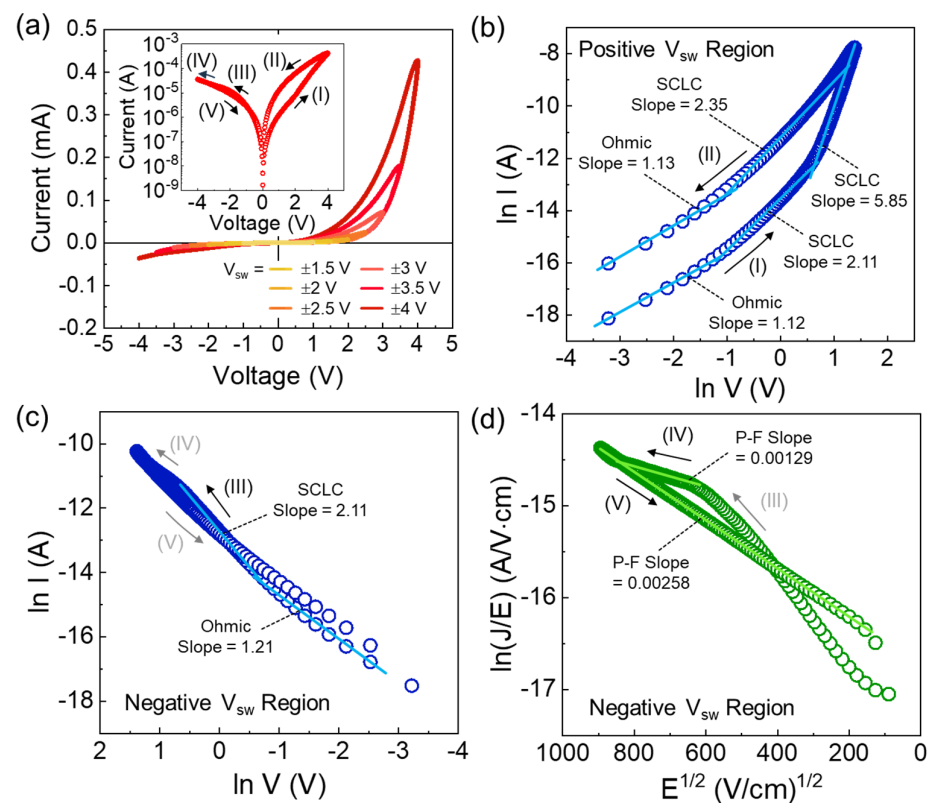 (a)
0.5
0.4
0.3
0.2
0.1
0.0
-0.1
-0.2
Current (mA)
-5 -4 -3 -2 -1 0 1 2 3 4 5
Voltage (V)
10-3
10-4
10-5
10-6
10-7
10-8
10-9
Current (A)
-4 -2 0 2 4
Voltage (V)
(IV)
(III)
(II)
(V)
(I)
Vsw =
±1.5 V
±3 V
±2 V
±3.5 V
±2.5 V
±4 V
(b)
-8
-10
-12
-14
-16
-18
ln I (A)
-4 -3 -2 -1 0 1 2
ln V (V)
Positive Vsw Region
SCLC
Slope = 2.35
Ohmic
Slope = 1.13
(II)
SCLC
Slope = 5.85
SCLC
Slope = 2.11
(I)
Ohmic
Slope = 1.12
(c)
-10
-12
-14
-16
-18
ln I (A)
2 1 0 -1 -2 -3 -4
ln V (V)
(IV)
(III)
(V)
SCLC
Slope = 2.11
Ohmic
Slope = 1.21
Negative Vsw Region
(d)
-14
-15
-16
-17
ln(J/E) (A/V·cm)
1000 800 600 400 200 0
E1/2 (V/cm)1/2
(IV)
P-F Slope
= 0.00129
(V)
(III)
P-F Slope
= 0.00258
Negative Vsw Region